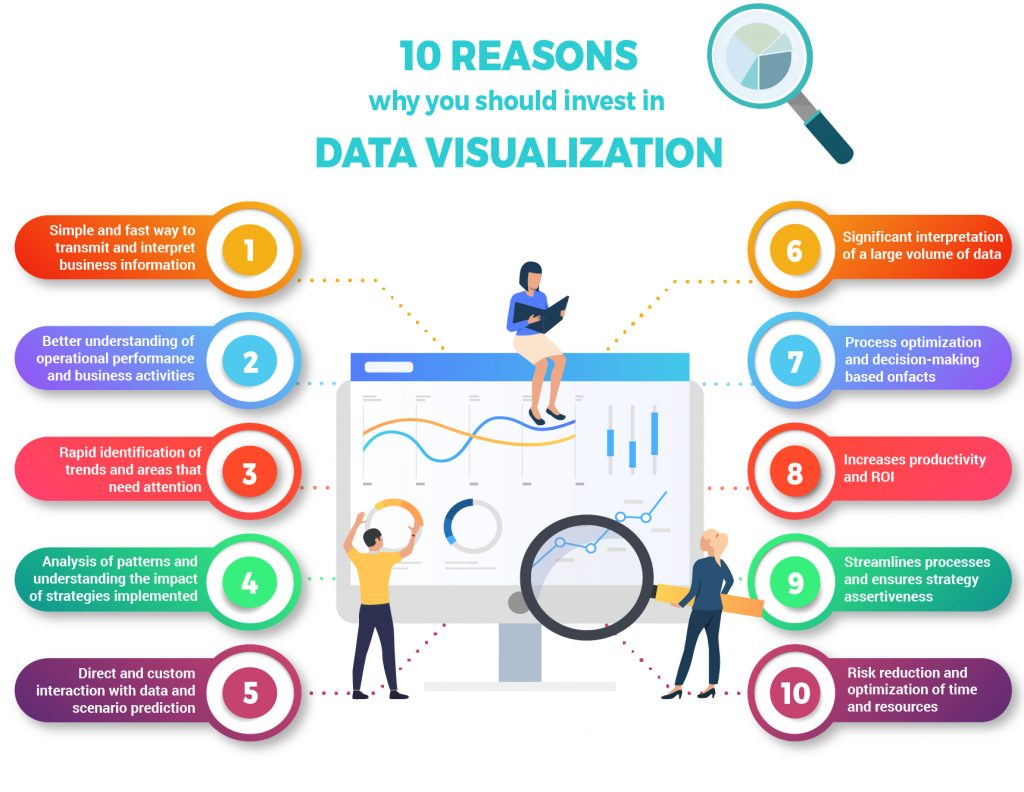 10 REASONS
why you should invest in
DATA VISUALIZATION
Simple and fast way to
transmit and interpret
business information
1
Better understanding of
operational performance
and business activities
2
Rapid identification of
trends and areas that
need attention
3
Analysis of patterns and
understanding the impact
of strategies implemented
4
Direct and custom
interaction with data and
scenario prediction
5
6
Significant interpretation
of a large volume of data
7
Process optimization
and decision-making
based onfacts
8
Increases productivity
and ROI
9
Streamlines processes
and ensures strategy
assertiveness
10
Risk reduction and
optimization of time
and resources